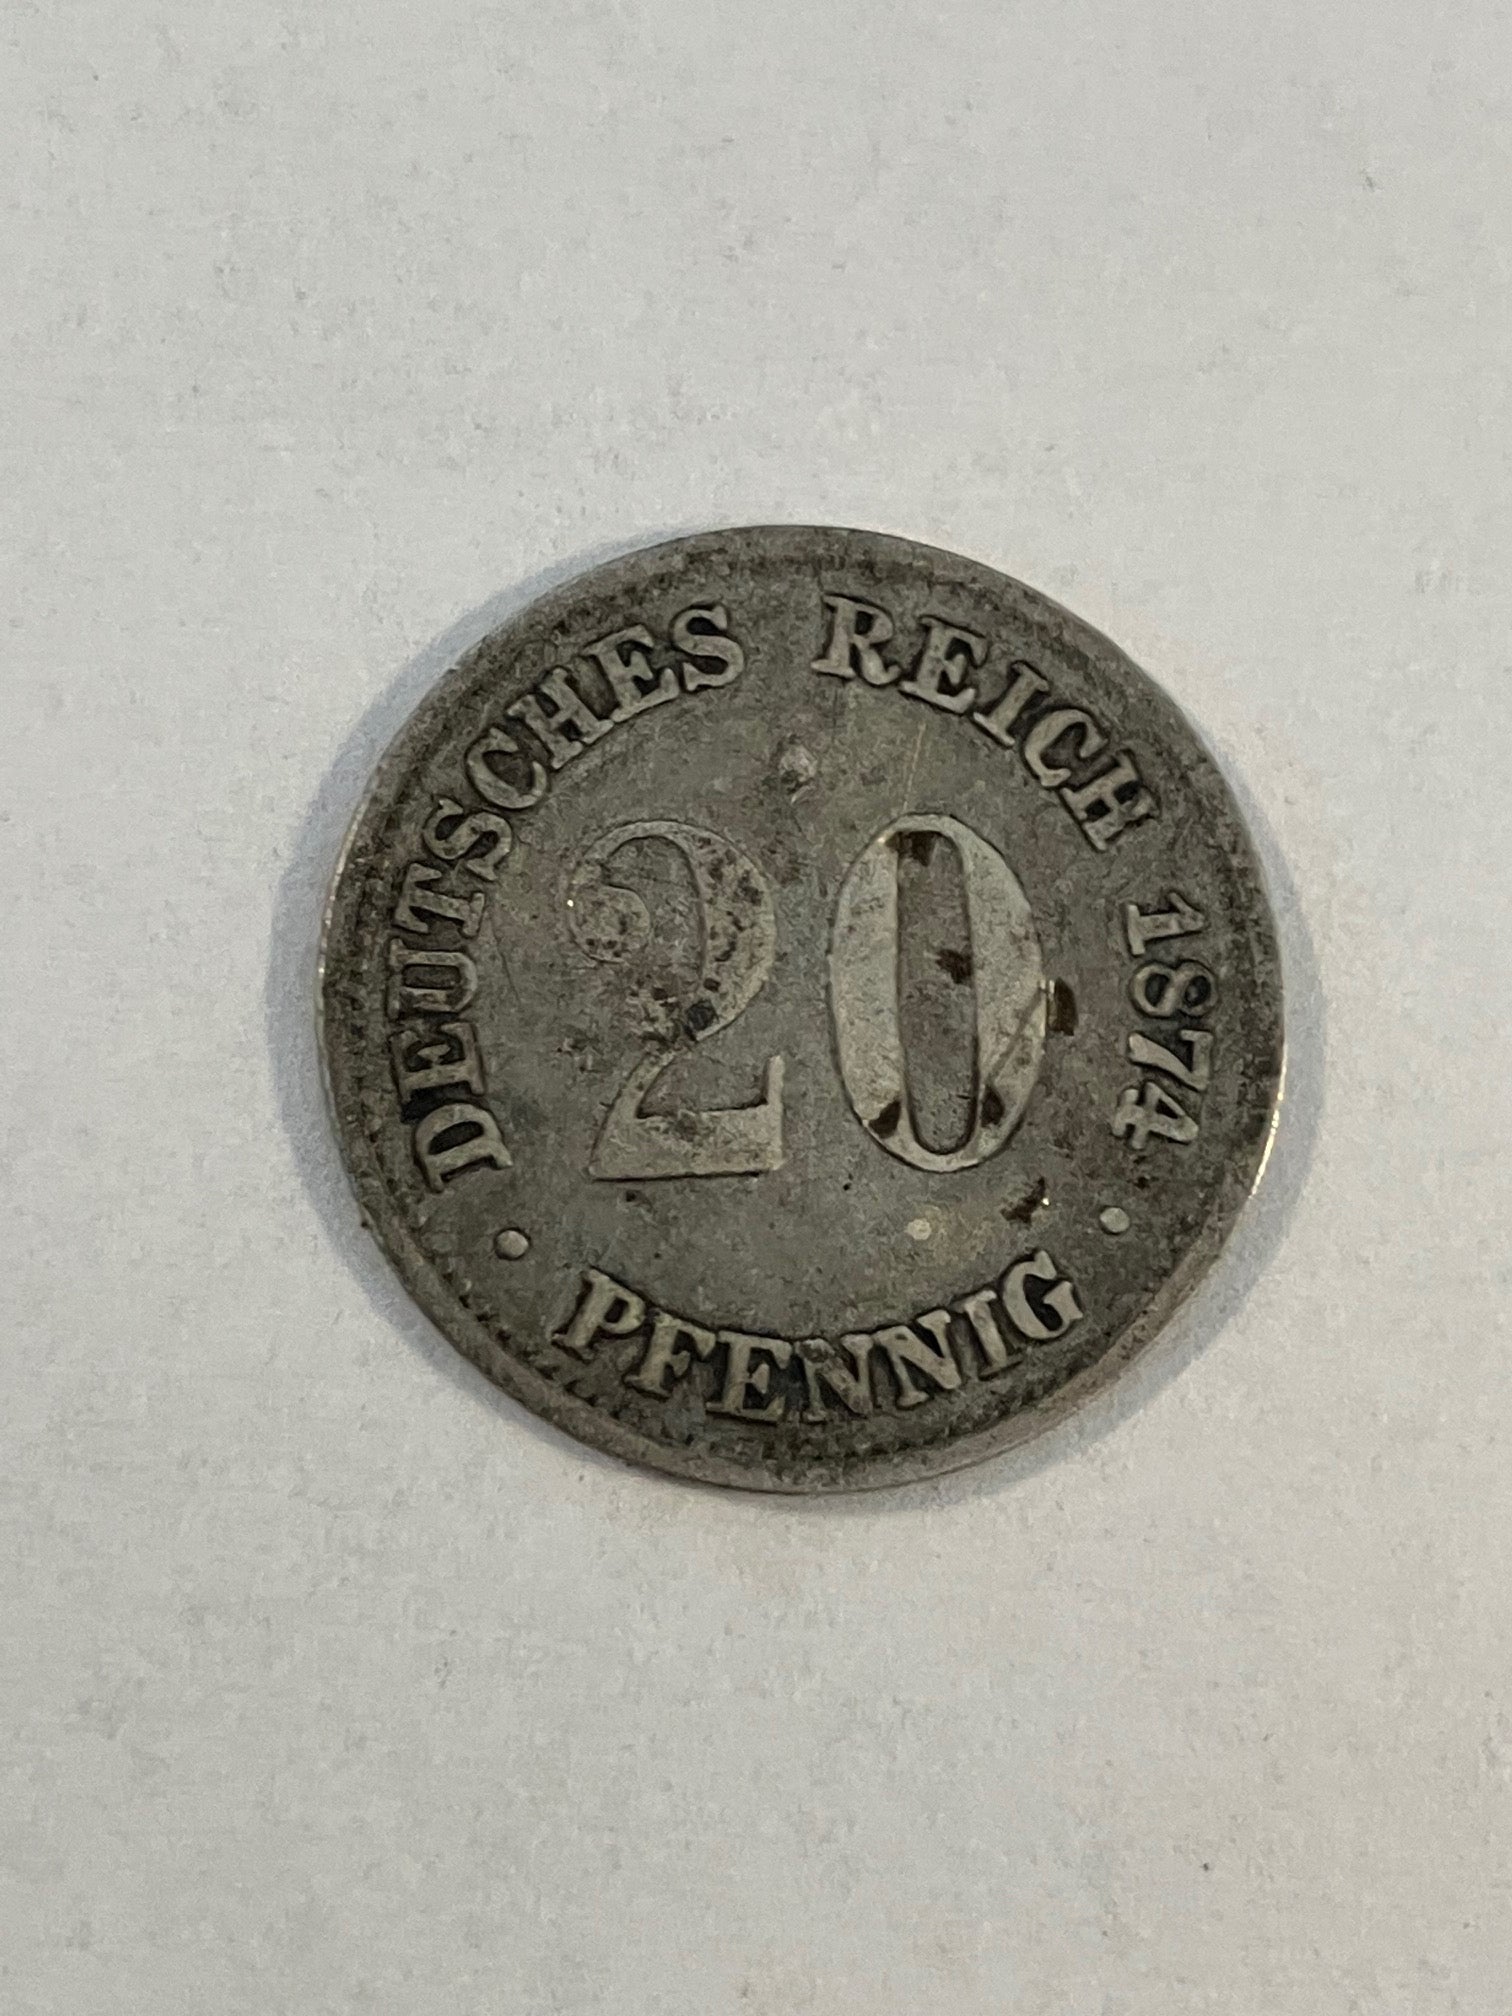 DEUTSCHES REICH 1874
20
· PFENNIG ·